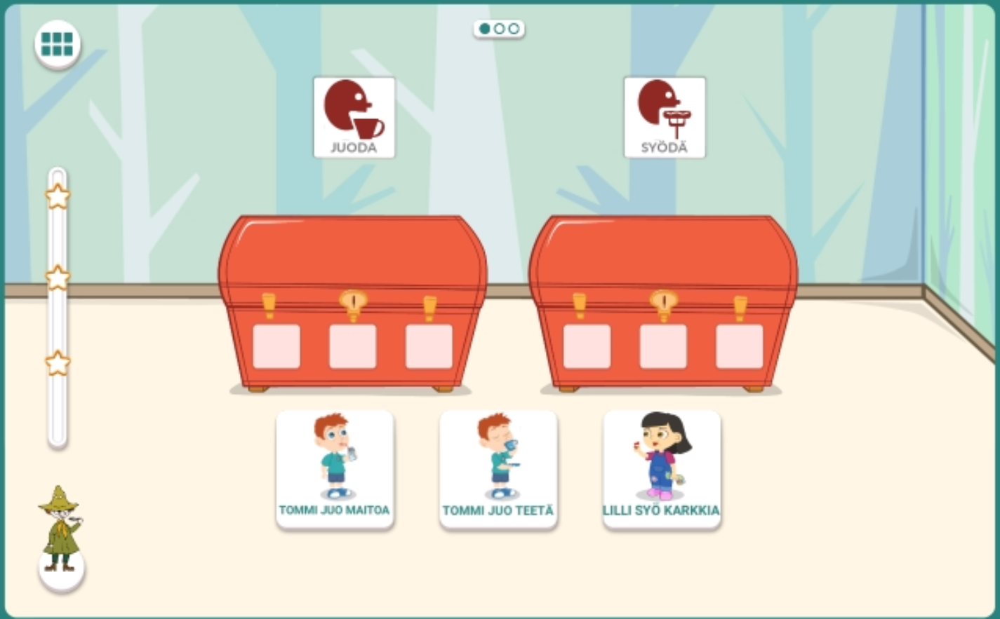 JUODA
SYÖDÄ
TOMMI JUO MAITOA
TOMMI JUO TEETÄ
LILLI SYÖ KARKKIA